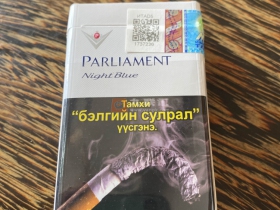 PARLIAMENT
Night Blue
Тамхи
"бэлгийн сулрал"
үүсгэнэ.